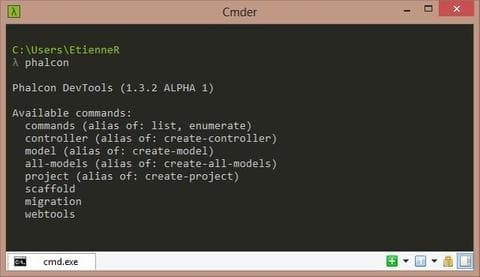 Cmder
C:\Users\EtienneR
λ phalcon
Phalcon DevTools (1.3.2 ALPHA 1)
Available commands:
commands (alias of: list, enumerate)
controller (alias of: create-controller)
model (alias of: create-model)
all-models (alias of: create-all-models)
project (alias of: create-project)
scaffold
migration
webtools
cmd.exe